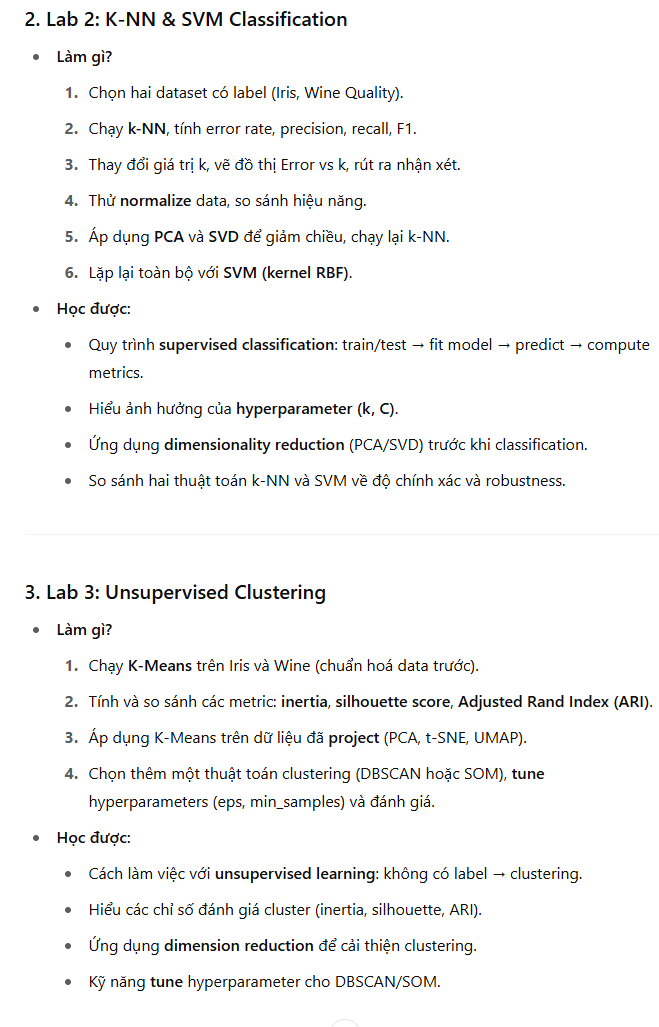 2. Lab 2: K-NN & SVM Classification
• Làm gì?
1. Chọn hai dataset có label (Iris, Wine Quality).
2. Chạy k-NN, tính error rate, precision, recall, F1.
3. Thay đổi giá trị k, vẽ đồ thị Error vs k, rút ra nhận xét.
4. Thử normalize data, so sánh hiệu năng.
5. Áp dụng PCA và SVD để giảm chiều, chạy lại k-NN.
6. Lặp lại toàn bộ với SVM (kernel RBF).
• Học được:
• Quy trình supervised classification: train/test → fit model → predict → compute
metrics.
• Hiểu ảnh hưởng của hyperparameter (k, C).
• Ứng dụng dimensionality reduction (PCA/SVD) trước khi classification.
• So sánh hai thuật toán k-NN và SVM về độ chính xác và robustness.
3. Lab 3: Unsupervised Clustering
• Làm gì?
1. Chạy K-Means trên Iris và Wine (chuẩn hoá data trước).
2. Tính và so sánh các metric: inertia, silhouette score, Adjusted Rand Index (ARI).
3. Áp dụng K-Means trên dữ liệu đã project (PCA, t-SNE, UMAP).
4. Chọn thêm một thuật toán clustering (DBSCAN hoặc SOM), tune
hyperparameters (eps, min_samples) và đánh giá.
• Học được:
• Cách làm việc với unsupervised learning: không có label → clustering.
• Hiểu các chỉ số đánh giá cluster (inertia, silhouette, ARI).
• Ứng dụng dimension reduction để cải thiện clustering.
• Kỹ năng tune hyperparameter cho DBSCAN/SOM.